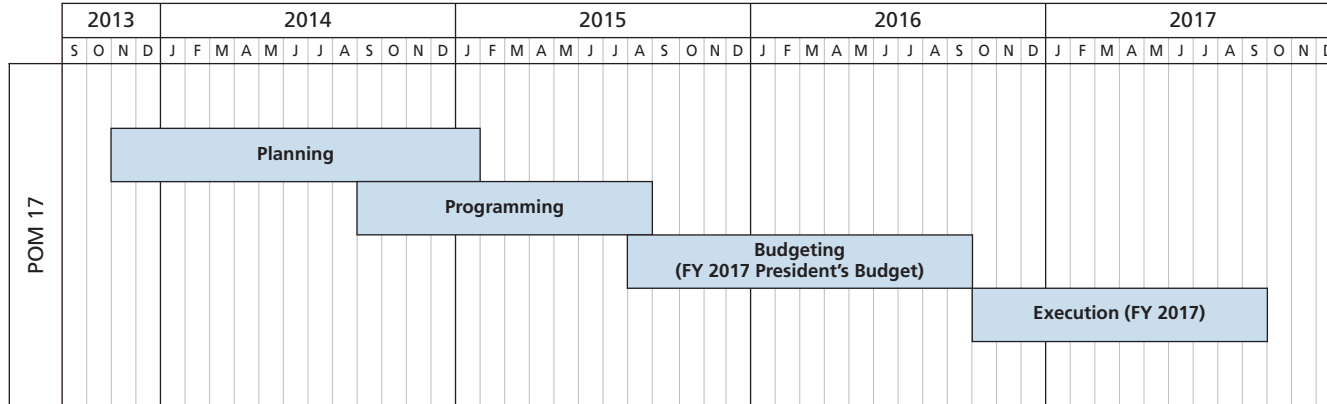 2013 2014 2015 2016 2017
S O N D J F M A M J J A S O N D J F M A M J J A S O N D J F M A M J J A S O N D J F M A M J J A S O N D
POM 17
Planning
Programming
Budgeting
(FY 2017 President’s Budget)
Execution (FY 2017)